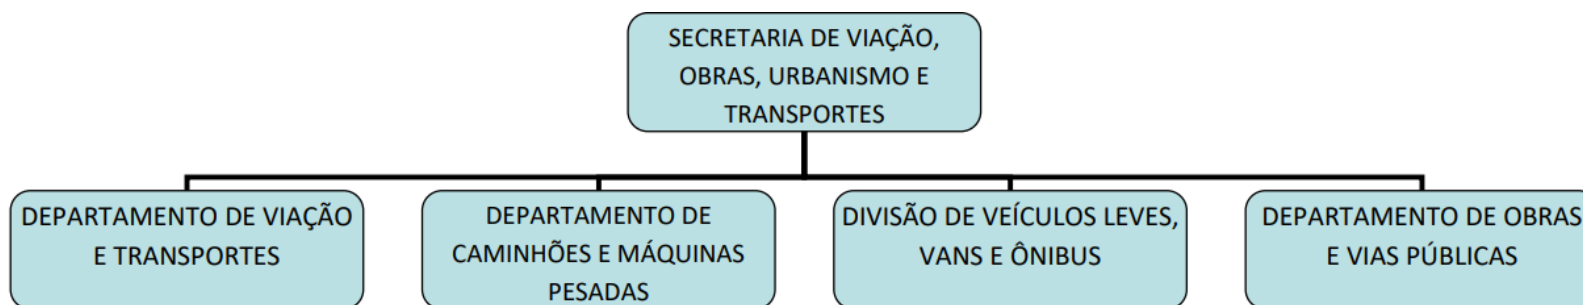 SECRETARIA DE VIAÇÃO,
OBRAS, URBANISMO E
TRANSPORTES
DEPARTAMENTO DE VIAÇÃO
E TRANSPORTES
DEPARTAMENTO DE
CAMINHÕES E MÁQUINAS
PESADAS
DIVISÃO DE VEÍCULOS LEVES,
VANS E ÔNIBUS
DEPARTAMENTO DE OBRAS
E VIAS PÚBLICAS